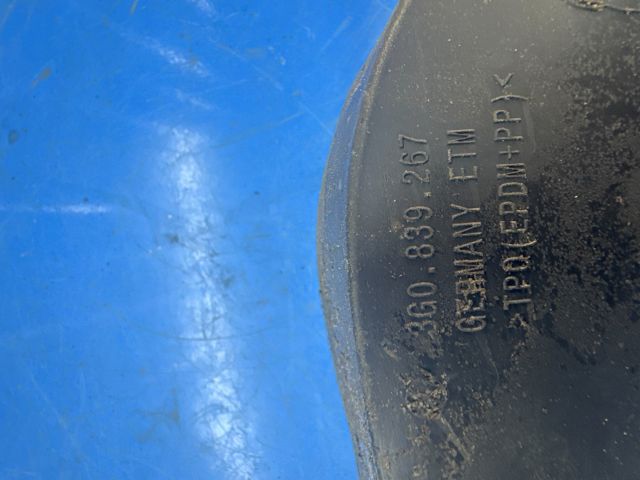 3G0.839.267
GERMANY ETM
>TPO(EPDM+PP)<